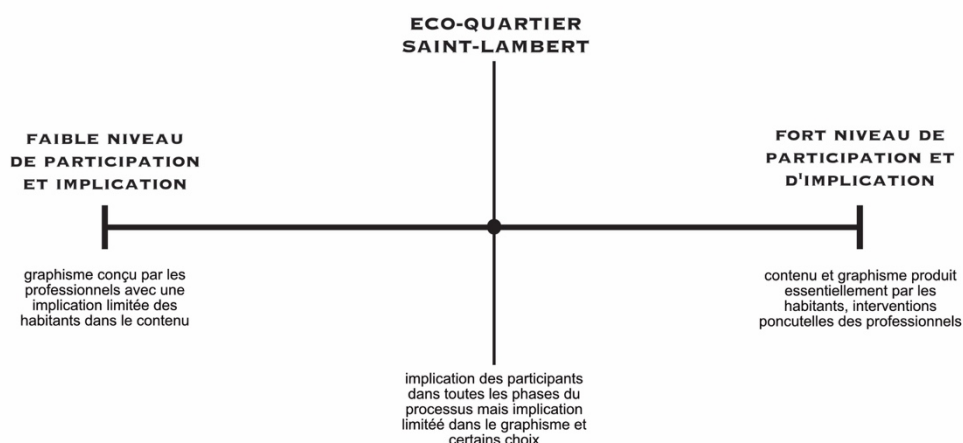 ECO-QUARTIER
SAINT-LAMBERT
FAIBLE NIVEAU
DE PARTICIPATION
ET IMPLICATION
FORT NIVEAU DE
PARTICIPATION ET
D'IMPLICATION
graphisme conçu par les
professionnels avec une
implication limitée des
habitants dans le contenu
contenu et graphisme produit
essentiellement par les
habitants, interventions
poncutelles des professionnels
implication des participants
dans toutes les phases du
processus mais implication
limitéé dans le graphisme et
certains choix